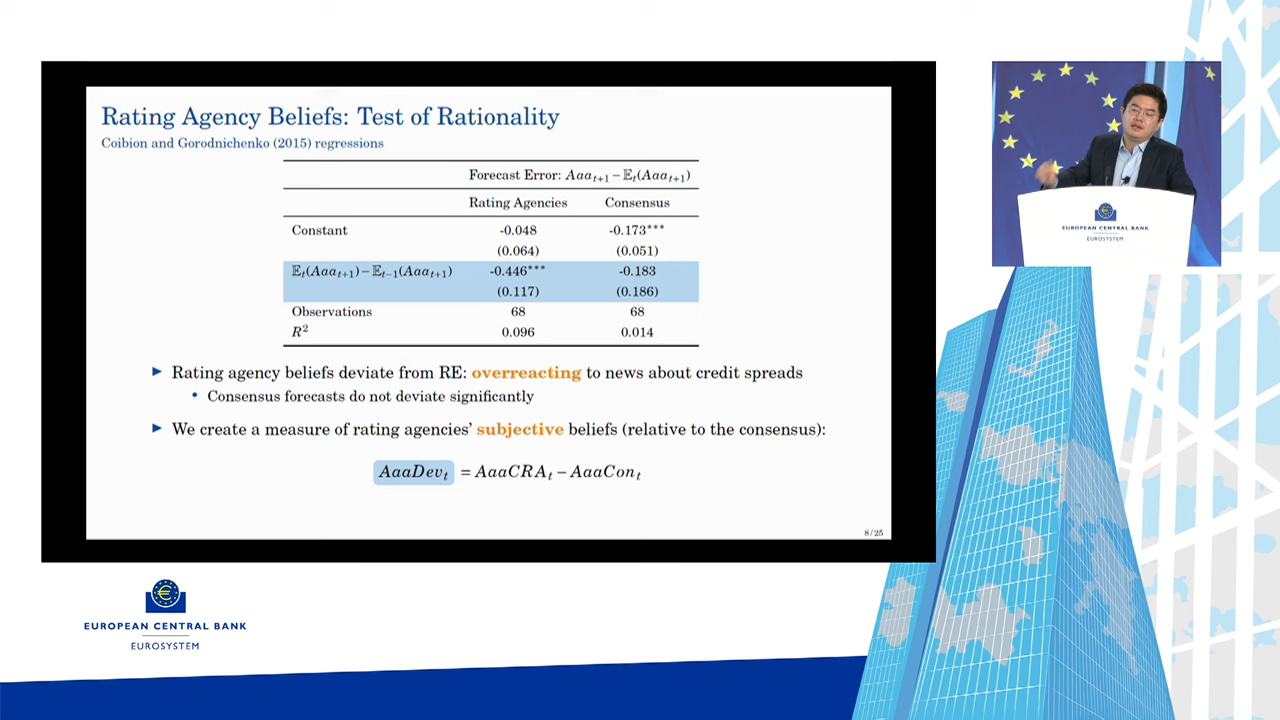 Rating Agency Beliefs: Test of Rationality
Coibion and Gorodnichenko (2015) regressions
Forecast Error: Aaa_{t+1} − 𝔼_t(Aaa_{t+1})
Rating Agencies Consensus
Constant -0.048 -0.173***
(0.064) (0.051)
𝔼_t(Aaa_{t+1}) − 𝔼_{t−1}(Aaa_{t+1}) -0.446*** -0.183
(0.117) (0.186)
Observations 68 68
R² 0.096 0.014
► Rating agency beliefs deviate from RE: overreacting to news about credit spreads
• Consensus forecasts do not deviate significantly
► We create a measure of rating agencies' subjective beliefs (relative to the consensus):
AaaDev_t = AaaCRA_t − AaaCon_t
8/25
EUROPEAN CENTRAL BANK
EUROSYSTEM
EUROPEAN CENTRAL BANK
EUROSYSTEM